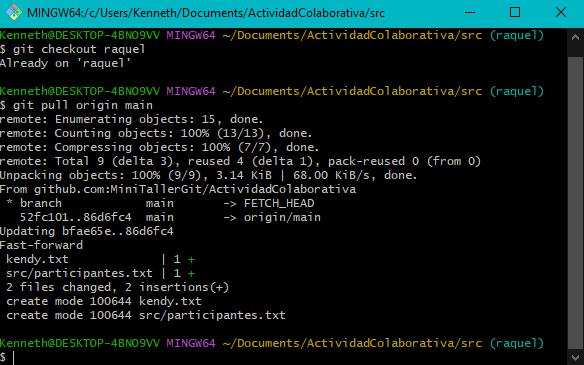 MINGW64:/c/Users/Kenneth/Documents/ActividadColaborativa/src
Kenneth@DESKTOP-4BNO9VV MINGW64 ~/Documents/ActividadColaborativa/src (raquel)
$ git checkout raquel
Already on 'raquel'
Kenneth@DESKTOP-4BNO9VV MINGW64 ~/Documents/ActividadColaborativa/src (raquel)
$ git pull origin main
remote: Enumerating objects: 15, done.
remote: Counting objects: 100% (13/13), done.
remote: Compressing objects: 100% (7/7), done.
remote: Total 9 (delta 3), reused 4 (delta 1), pack-reused 0 (from 0)
Unpacking objects: 100% (9/9), 3.14 KiB | 68.00 KiB/s, done.
From github.com:MiniTallerGit/ActividadColaborativa
 * branch            main       -> FETCH_HEAD
   52fc101..86d6fc4  main       -> origin/main
Updating bfae65e..86d6fc4
Fast-forward
 kendy.txt             | 1 +
 src/participantes.txt | 1 +
 2 files changed, 2 insertions(+)
 create mode 100644 kendy.txt
 create mode 100644 src/participantes.txt
Kenneth@DESKTOP-4BNO9VV MINGW64 ~/Documents/ActividadColaborativa/src (raquel)
$